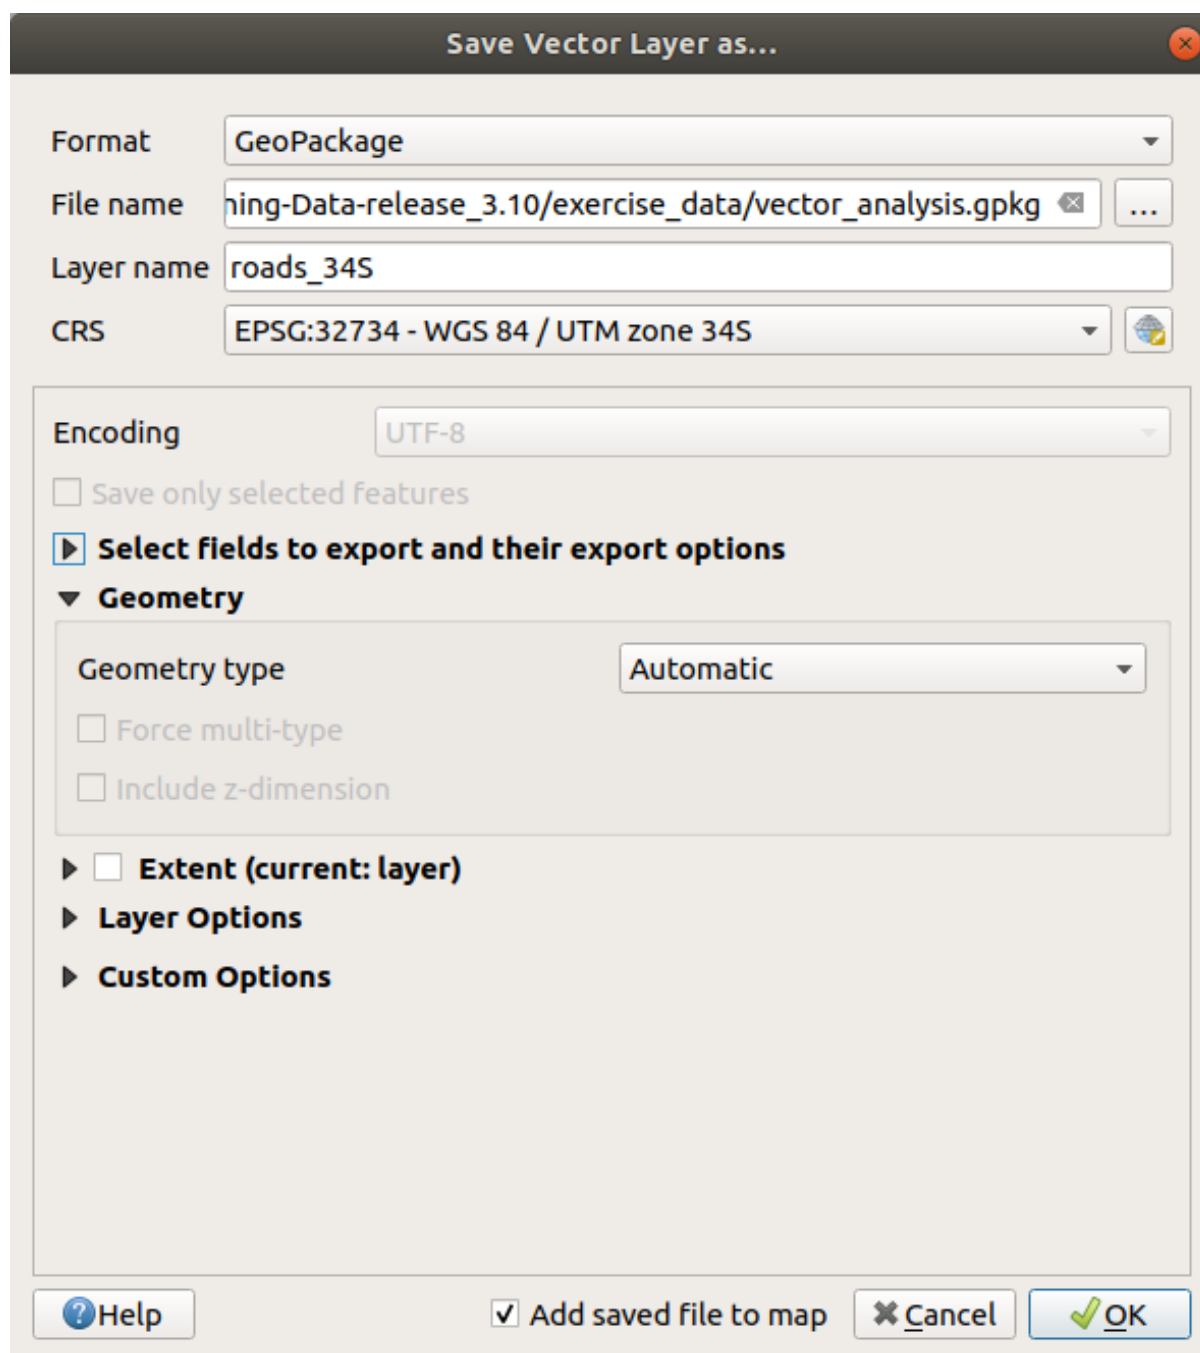 Save Vector Layer as...
Format GeoPackage
File name ning-Data-release_3.10/exercise_data/vector_analysis.gpkg ...
Layer name roads_34S
CRS EPSG:32734 - WGS 84 / UTM zone 34S
Encoding UTF-8
Save only selected features
Select fields to export and their export options
Geometry
Geometry type Automatic
Force multi-type
Include z-dimension
Extent (current: layer)
Layer Options
Custom Options
Help Add saved file to map Cancel OK